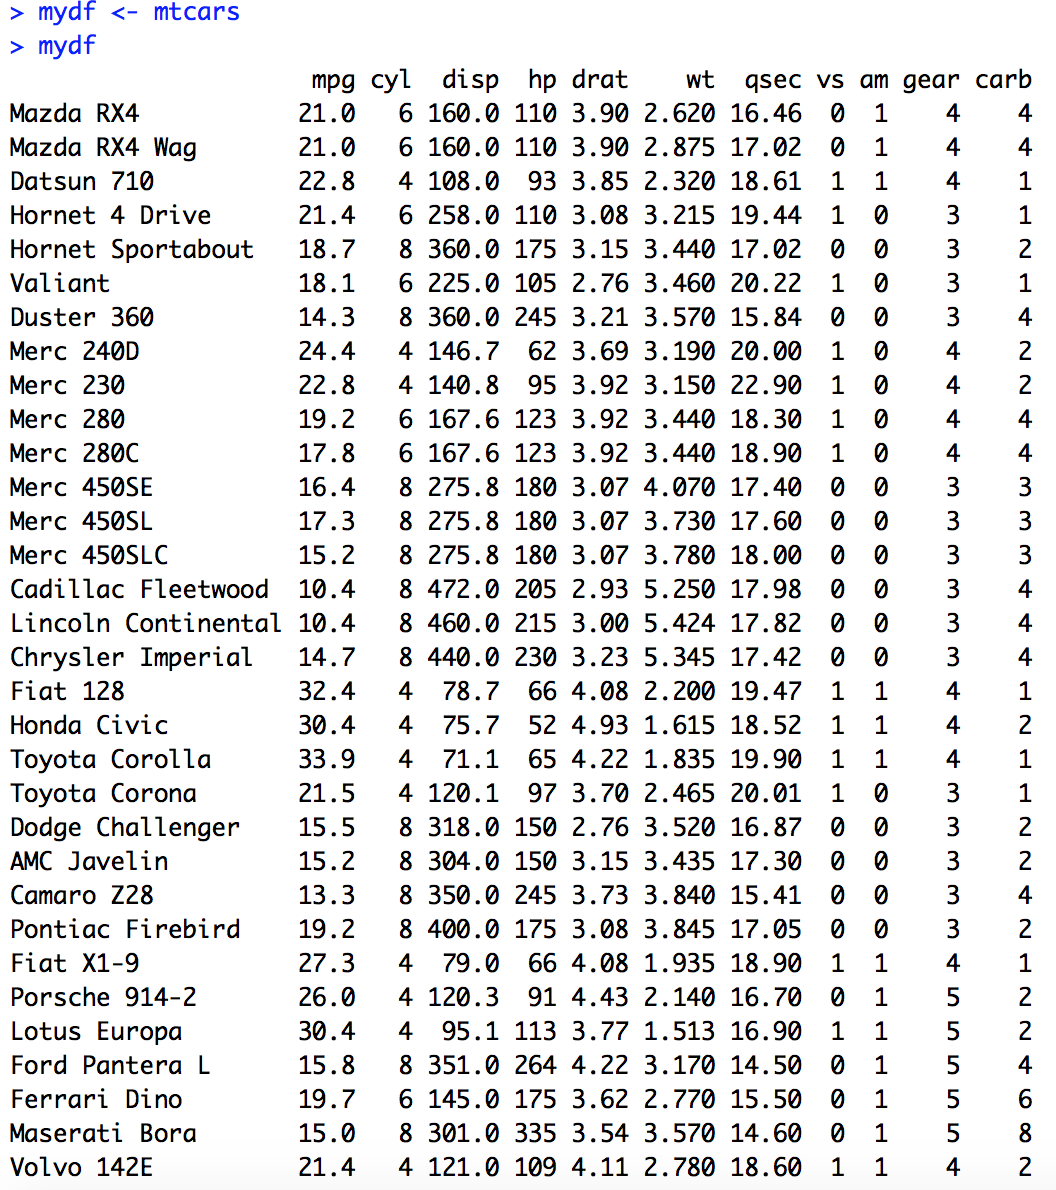 > mydf <- mtcars
> mydf
                     mpg cyl  disp  hp drat    wt  qsec vs am gear carb
Mazda RX4           21.0   6 160.0 110 3.90 2.620 16.46  0  1    4    4
Mazda RX4 Wag       21.0   6 160.0 110 3.90 2.875 17.02  0  1    4    4
Datsun 710          22.8   4 108.0  93 3.85 2.320 18.61  1  1    4    1
Hornet 4 Drive      21.4   6 258.0 110 3.08 3.215 19.44  1  0    3    1
Hornet Sportabout   18.7   8 360.0 175 3.15 3.440 17.02  0  0    3    2
Valiant             18.1   6 225.0 105 2.76 3.460 20.22  1  0    3    1
Duster 360          14.3   8 360.0 245 3.21 3.570 15.84  0  0    3    4
Merc 240D           24.4   4 146.7  62 3.69 3.190 20.00  1  0    4    2
Merc 230            22.8   4 140.8  95 3.92 3.150 22.90  1  0    4    2
Merc 280            19.2   6 167.6 123 3.92 3.440 18.30  1  0    4    4
Merc 280C           17.8   6 167.6 123 3.92 3.440 18.90  1  0    4    4
Merc 450SE          16.4   8 275.8 180 3.07 4.070 17.40  0  0    3    3
Merc 450SL          17.3   8 275.8 180 3.07 3.730 17.60  0  0    3    3
Merc 450SLC         15.2   8 275.8 180 3.07 3.780 18.00  0  0    3    3
Cadillac Fleetwood  10.4   8 472.0 205 2.93 5.250 17.98  0  0    3    4
Lincoln Continental 10.4   8 460.0 215 3.00 5.424 17.82  0  0    3    4
Chrysler Imperial   14.7   8 440.0 230 3.23 5.345 17.42  0  0    3    4
Fiat 128            32.4   4  78.7  66 4.08 2.200 19.47  1  1    4    1
Honda Civic         30.4   4  75.7  52 4.93 1.615 18.52  1  1    4    2
Toyota Corolla      33.9   4  71.1  65 4.22 1.835 19.90  1  1    4    1
Toyota Corona       21.5   4 120.1  97 3.70 2.465 20.01  1  0    3    1
Dodge Challenger    15.5   8 318.0 150 2.76 3.520 16.87  0  0    3    2
AMC Javelin         15.2   8 304.0 150 3.15 3.435 17.30  0  0    3    2
Camaro Z28          13.3   8 350.0 245 3.73 3.840 15.41  0  0    3    4
Pontiac Firebird    19.2   8 400.0 175 3.08 3.845 17.05  0  0    3    2
Fiat X1-9           27.3   4  79.0  66 4.08 1.935 18.90  1  1    4    1
Porsche 914-2       26.0   4 120.3  91 4.43 2.140 16.70  0  1    5    2
Lotus Europa        30.4   4  95.1 113 3.77 1.513 16.90  1  1    5    2
Ford Pantera L      15.8   8 351.0 264 4.22 3.170 14.50  0  1    5    4
Ferrari Dino        19.7   6 145.0 175 3.62 2.770 15.50  0  1    5    6
Maserati Bora       15.0   8 301.0 335 3.54 3.570 14.60  0  1    5    8
Volvo 142E          21.4   4 121.0 109 4.11 2.780 18.60  1  1    4    2